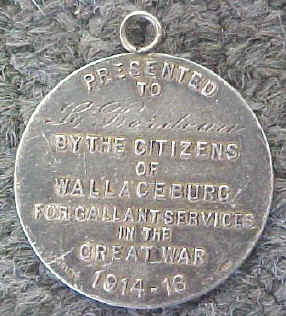 PRESENTED
TO
BY THE CITIZENS
OF
WALLACEBURG
FOR GALLANT SERVICES
IN THE
GREAT WAR
1914-18